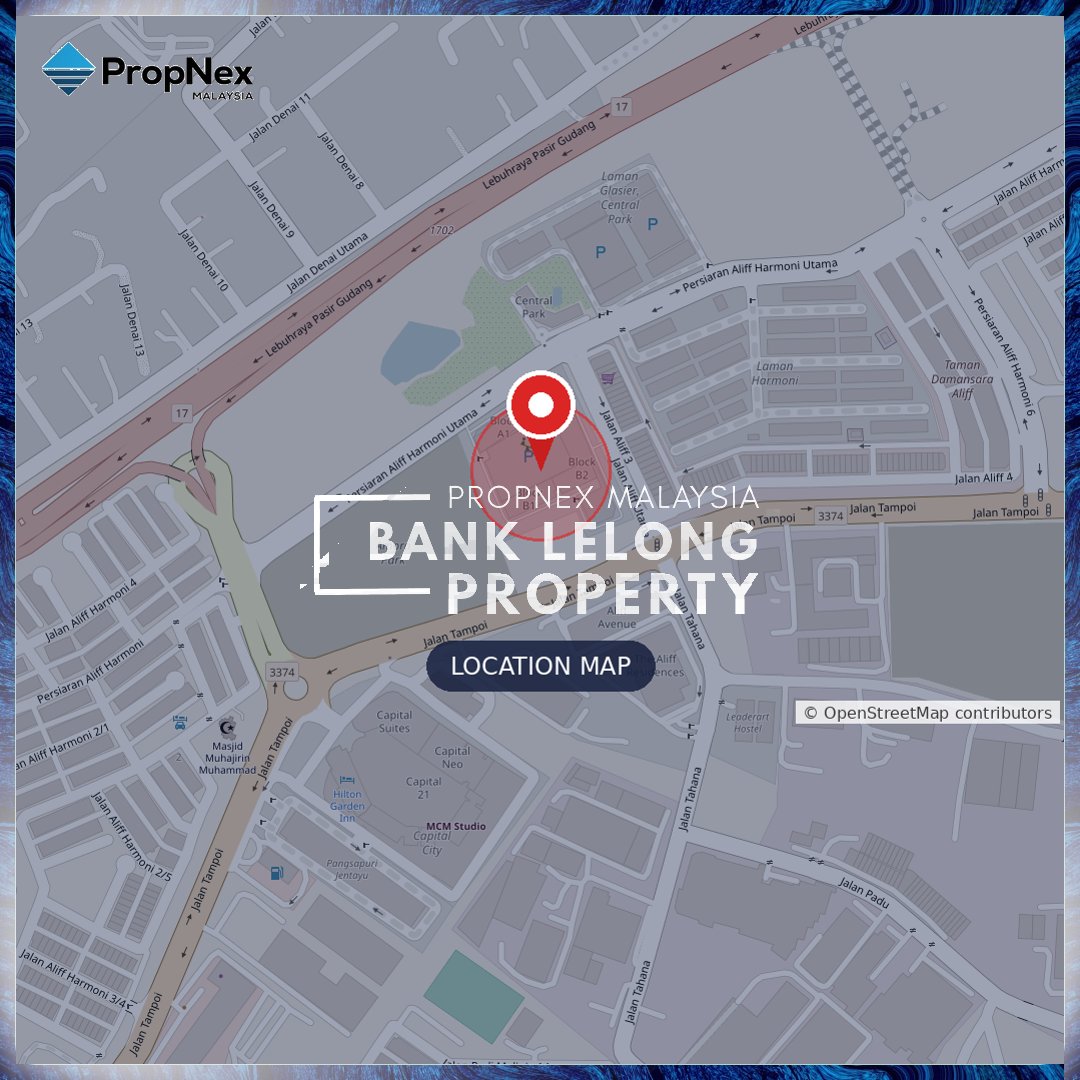 PropNex
MALAYSIA
Jalan Denai 11
Jalan Denai 8
Jalan Denai 9
Jalan Denai 10
Jalan Denai 13
13
Jalan Denai Utama
Lebuhraya Pasir Gudang
17
Lebuhraya Pasir Gudang
1702
17
Laman
Glasier,
Central
Park
P
P
Persiaran Aliff Harmoni Utama
Central
Park
Laman
Harmoni
Taman
Damansara
Aliff
Persiaran Aliff Harmoni 6
Persiaran Aliff Harmoni Utama
Jalan Aliff 3
A1
P
Block
B2
Jalan Aliff 4
Jalan Tampoi
3374
Jalan Tampoi
Jalan Tampoi
PROPNEX MALAYSIA
BANK LELONG
PROPERTY
LOCATION MAP
Park
Avenue
Jalan Tampoi
Jalan Tahana
3374
© OpenStreetMap contributors
Jalan Aliff Harmoni 4
Persiaran Aliff Harmoni
Jalan Aliff Harmoni 2/1
2
Masjid
Muhajirin
Muhammad
Jalan Tampoi
Capital
Suites
Capital
Neo
Capital
21
Hilton
Garden
Inn
MCM Studio
Capital
City
Pangsapuri
Jentayu
Leaderart
Hostel
Jalan Tahana
Jalan Padu
Jalan Aliff Harmoni 2/5
Jalan Tampoi
Jalan Aliff Harmoni 3/4
Jalan Tampoi
Jalan Tahana